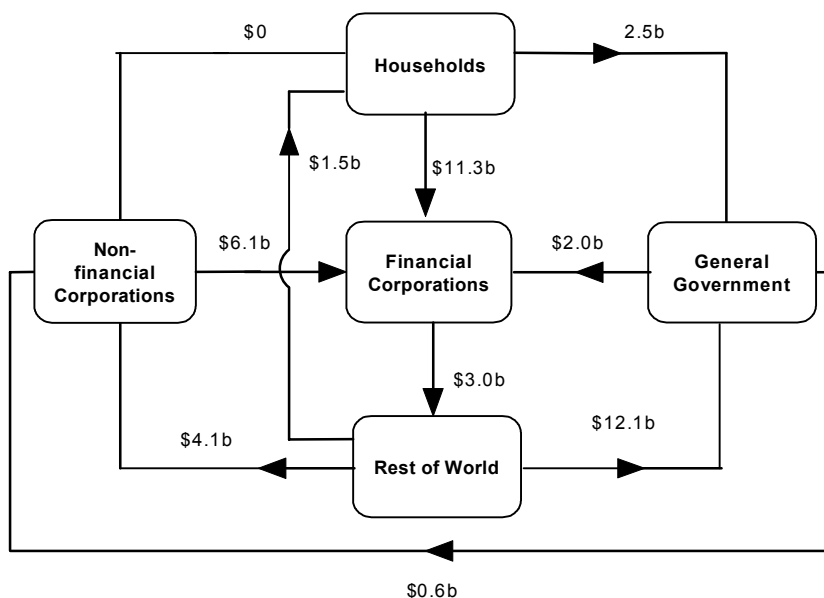 $0
2.5b
Households
$1.5b
$11.3b
Non-
financial
Corporations
$6.1b
Financial
Corporations
$2.0b
General
Government
$3.0b
$4.1b
Rest of World
$12.1b
$0.6b